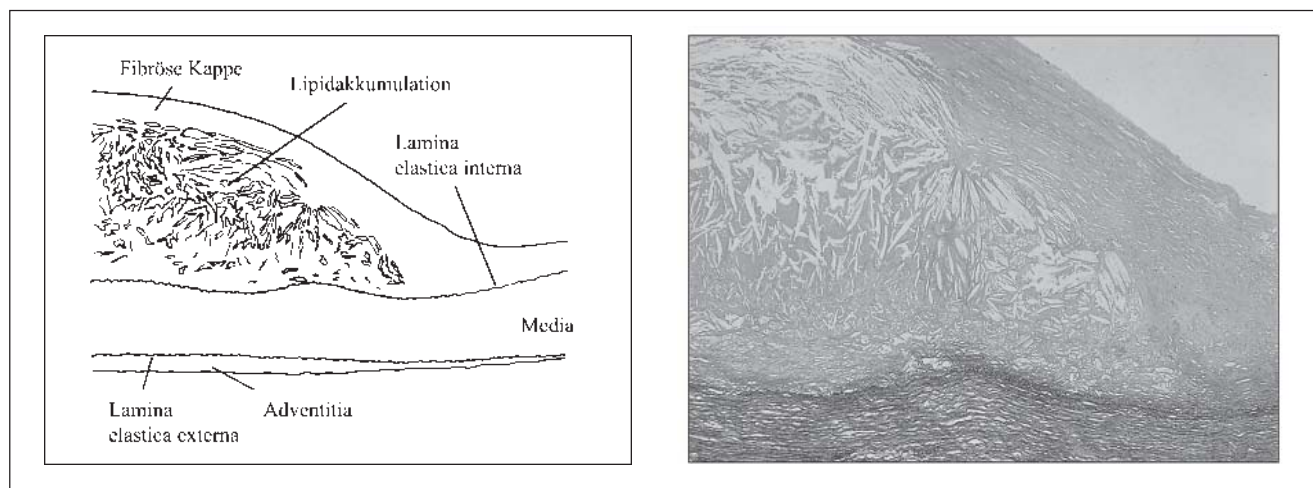 Fibröse Kappe
Lipidakkumulation
Lamina
elastica interna
Media
Lamina
elastica externa
Adventitia